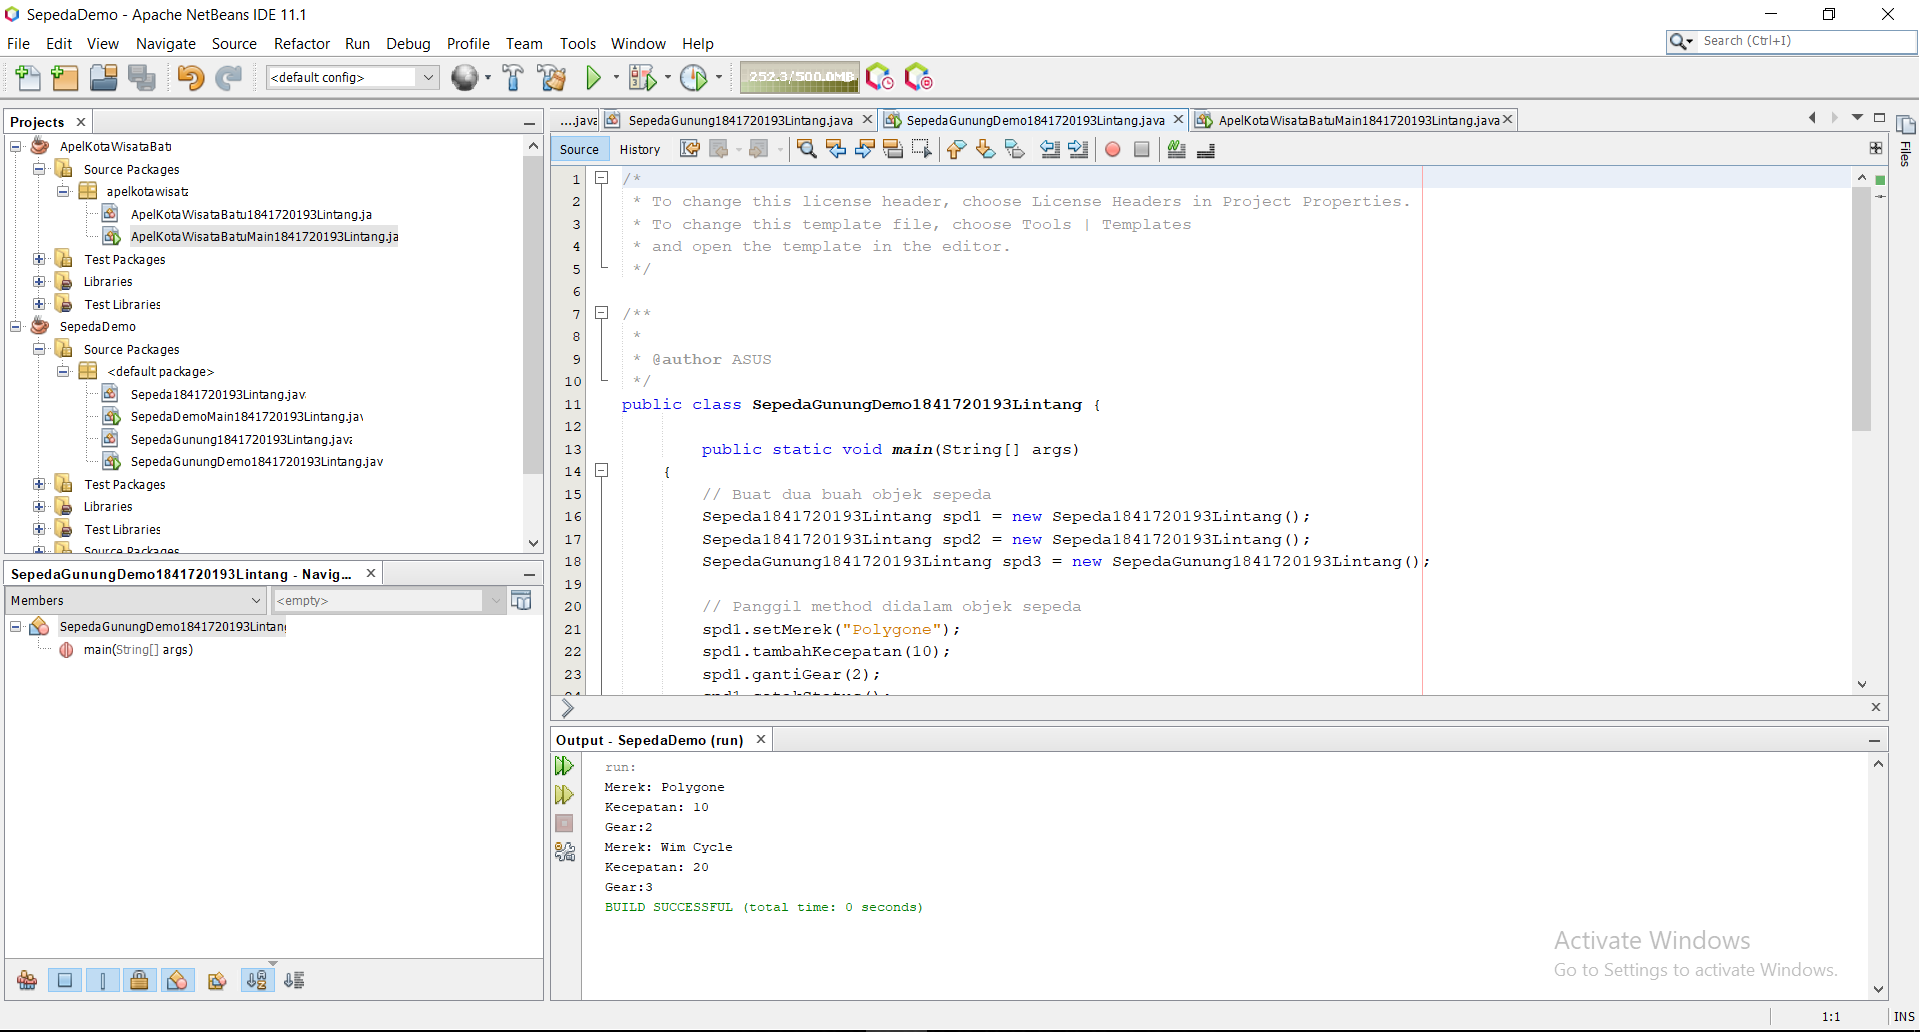 SepedaDemo - Apache NetBeans IDE 11.1
File Edit View Navigate Source Refactor Run Debug Profile Team Tools Window Help
Search (Ctrl+I)
<default config>
252.3/500.0MB
Projects
ApelKotaWisataBat
Source Packages
apelkotawisat
ApelKotaWisataBatu1841720193Lintang.ja
ApelKotaWisataBatuMain1841720193Lintang.ja
Test Packages
Libraries
Test Libraries
SepedaDemo
Source Packages
<default package>
Sepeda1841720193Lintang.jav
SepedaDemoMain1841720193Lintang.jav
SepedaGunung1841720193Lintang.java
SepedaGunungDemo1841720193Lintang.jav
Test Packages
Libraries
Test Libraries
Source Packages
SepedaGunungDemo1841720193Lintang - Navig...
Members
<empty>
SepedaGunungDemo1841720193Lintang
main(String[] args)
....java
SepedaGunung1841720193Lintang.java
SepedaGunungDemo1841720193Lintang.java
ApelKotaWisataBatuMain1841720193Lintang.java
Files
Source History
1 /*
2 * To change this license header, choose License Headers in Project Properties.
3 * To change this template file, choose Tools | Templates
4 * and open the template in the editor.
5 */
6
7 /**
8 *
9 * @author ASUS
10 */
11 public class SepedaGunungDemo1841720193Lintang {
12
13 public static void main(String[] args)
14 {
15 // Buat dua buah objek sepeda
16 Sepeda1841720193Lintang spd1 = new Sepeda1841720193Lintang();
17 Sepeda1841720193Lintang spd2 = new Sepeda1841720193Lintang();
18 SepedaGunung1841720193Lintang spd3 = new SepedaGunung1841720193Lintang();
19
20 // Panggil method didalam objek sepeda
21 spd1.setMerek("Polygone");
22 spd1.tambahKecepatan(10);
23 spd1.gantiGear(2);
24 spd1.cetakStatus();
Output - SepedaDemo (run)
run:
Merek: Polygone
Kecepatan: 10
Gear:2
Merek: Wim Cycle
Kecepatan: 20
Gear:3
BUILD SUCCESSFUL (total time: 0 seconds)
Activate Windows
Go to Settings to activate Windows.
1:1 INS